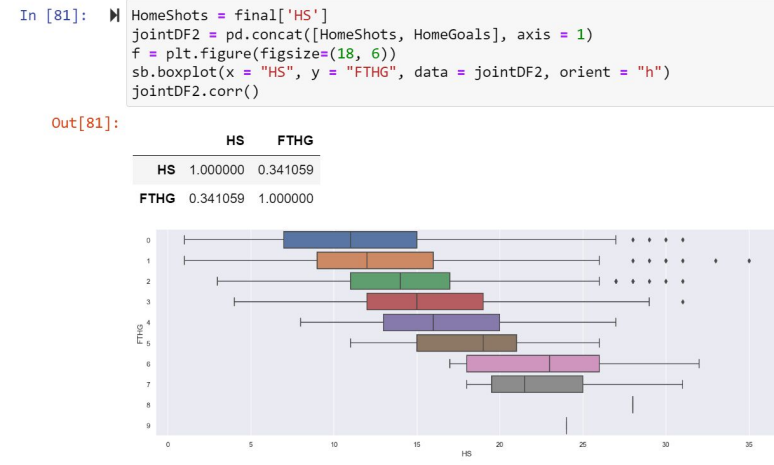 In [81]:
HomeShots = final['HS']
jointDF2 = pd.concat([HomeShots, HomeGoals], axis = 1)
f = plt.figure(figsize=(18, 6))
sb.boxplot(x = "HS", y = "FTHG", data = jointDF2, orient = "h")
jointDF2.corr()
Out[81]:
HS FTHG
HS 1.000000 0.341059
FTHG 0.341059 1.000000
0
1
2
3
4
FTHG
5
6
7
8
9
0 5 10 15 20 25 30 35
HS